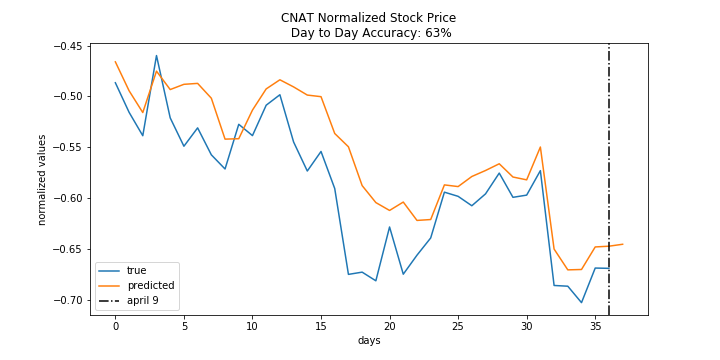 CNAT Normalized Stock Price
Day to Day Accuracy: 63%
−0.45
−0.50
−0.55
−0.60
−0.65
−0.70
normalized values
true
predicted
april 9
0
5
10
15
20
25
30
35
days